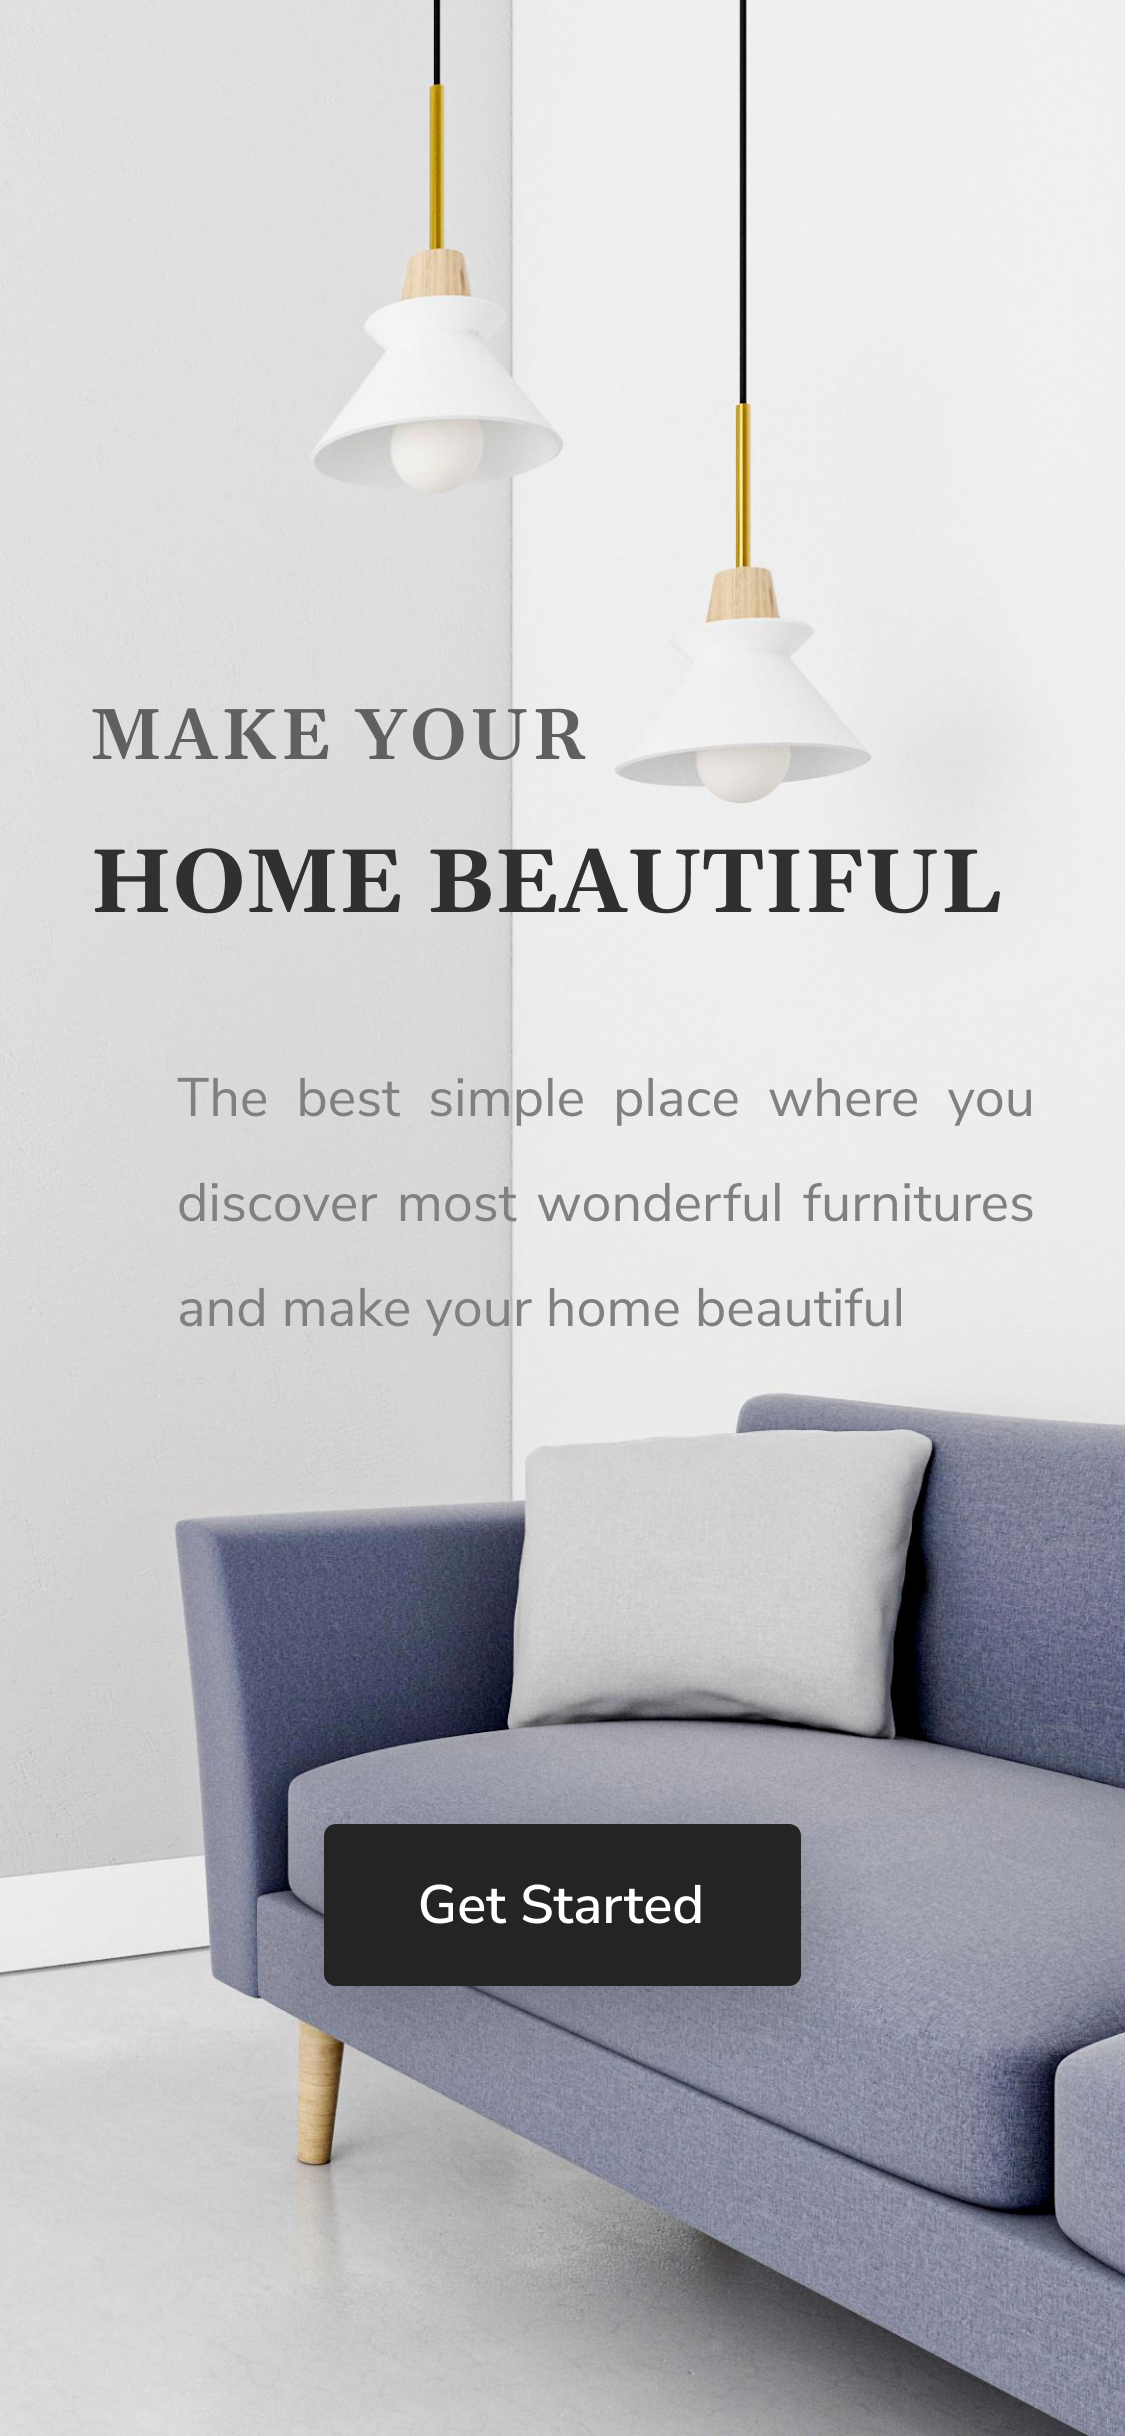 MAKE YOUR
HOME BEAUTIFUL
The best simple place where you
discover most wonderful furnitures
and make your home beautiful
Get Started